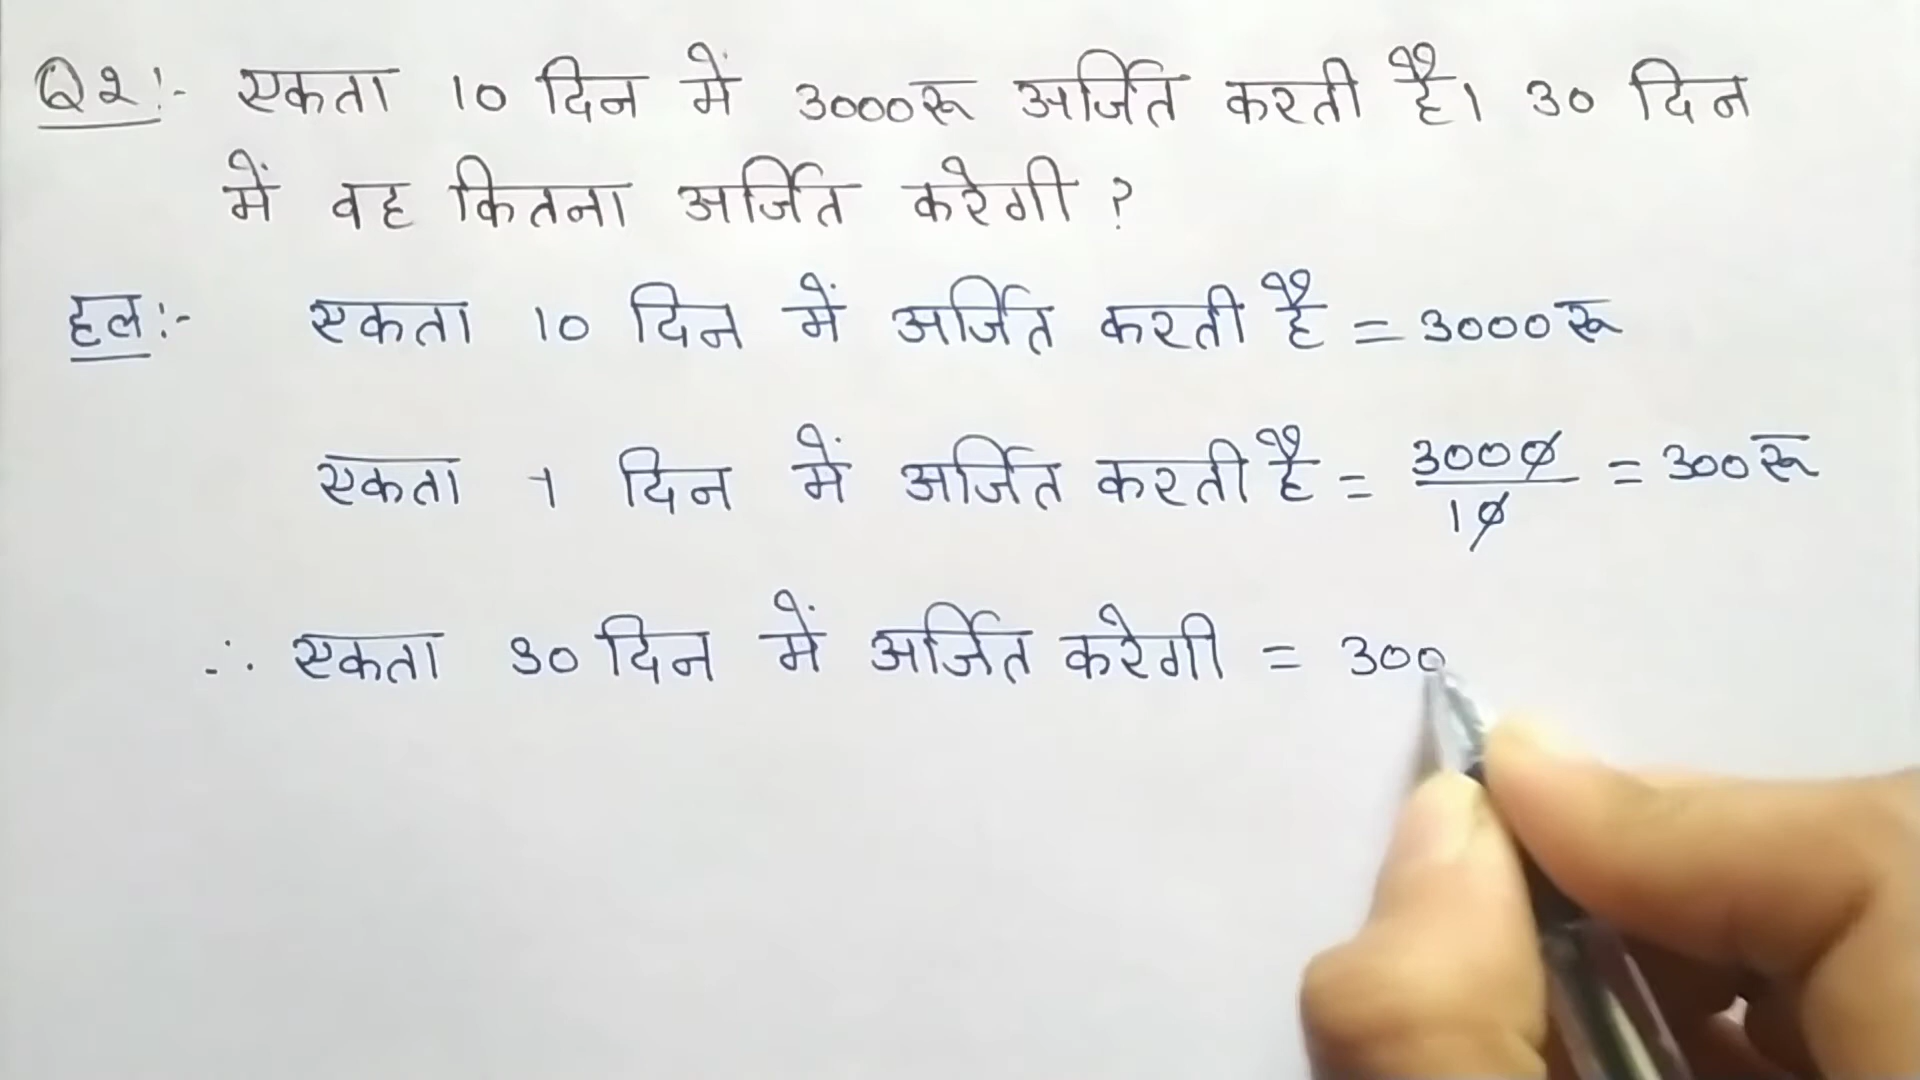 Q2:- एकता 10 दिन में 3000रू अर्जित करती है। 30 दिन
में वह कितना अर्जित करेगी ?
हल:- एकता 10 दिन में अर्जित करती है = 3000रू
एकता 1 दिन में अर्जित करती है = 3000/10 = 300रू
∴ एकता 30 दिन में अर्जित करेगी = 300